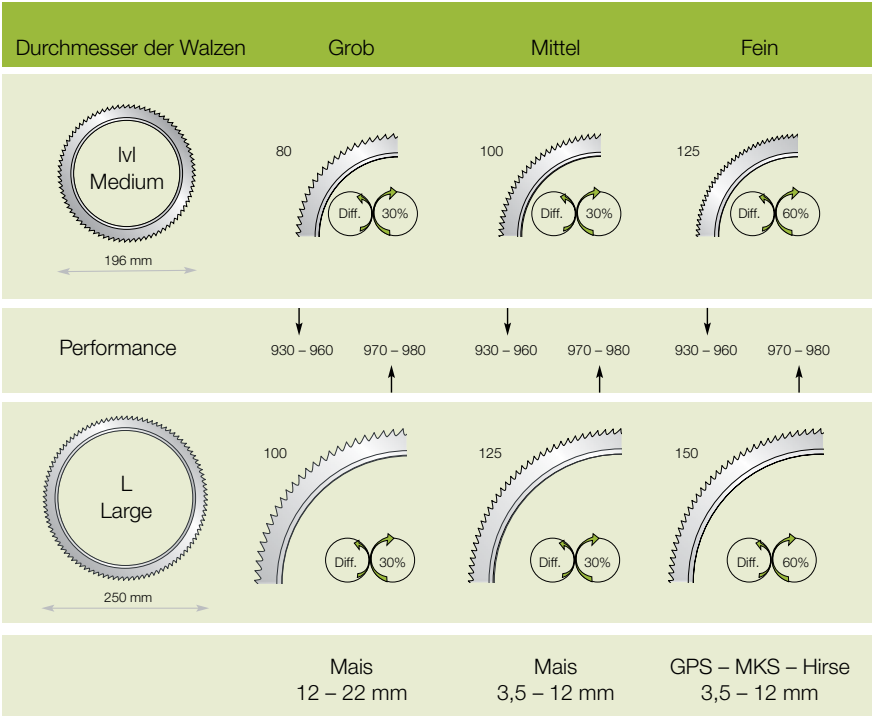 Durchmesser der Walzen Grob Mittel Fein
lvl
Medium
196 mm
80 Diff. 30%
100 Diff. 30%
125 Diff. 60%
Performance 930 – 960 970 – 980 930 – 960 970 – 980 930 – 960 970 – 980
L
Large
250 mm
100 Diff. 30%
125 Diff. 30%
150 Diff. 60%
Mais
12 – 22 mm
Mais
3,5 – 12 mm
GPS – MKS – Hirse
3,5 – 12 mm